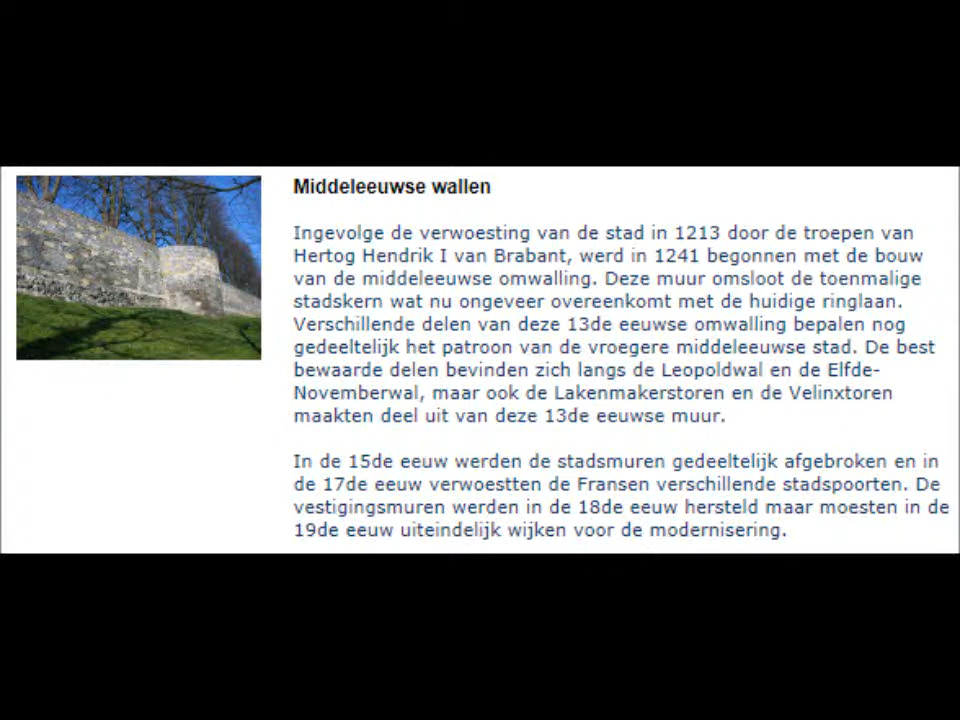 Middeleeuwse wallen
Ingevolge de verwoesting van de stad in 1213 door de troepen van
Hertog Hendrik I van Brabant, werd in 1241 begonnen met de bouw
van de middeleeuwse omwalling. Deze muur omsloot de toenmalige
stadskern wat nu ongeveer overeenkomt met de huidige ringlaan.
Verschillende delen van deze 13de eeuwse omwalling bepalen nog
gedeeltelijk het patroon van de vroegere middeleeuwse stad. De best
bewaarde delen bevinden zich langs de Leopoldwal en de Elfde-
Novemberwal, maar ook de Lakenmakerstoren en de Velinxtoren
maakten deel uit van deze 13de eeuwse muur.
In de 15de eeuw werden de stadsmuren gedeeltelijk afgebroken en in
de 17de eeuw verwoestten de Fransen verschillende stadspoorten. De
vestigingsmuren werden in de 18de eeuw hersteld maar moesten in de
19de eeuw uiteindelijk wijken voor de modernisering.